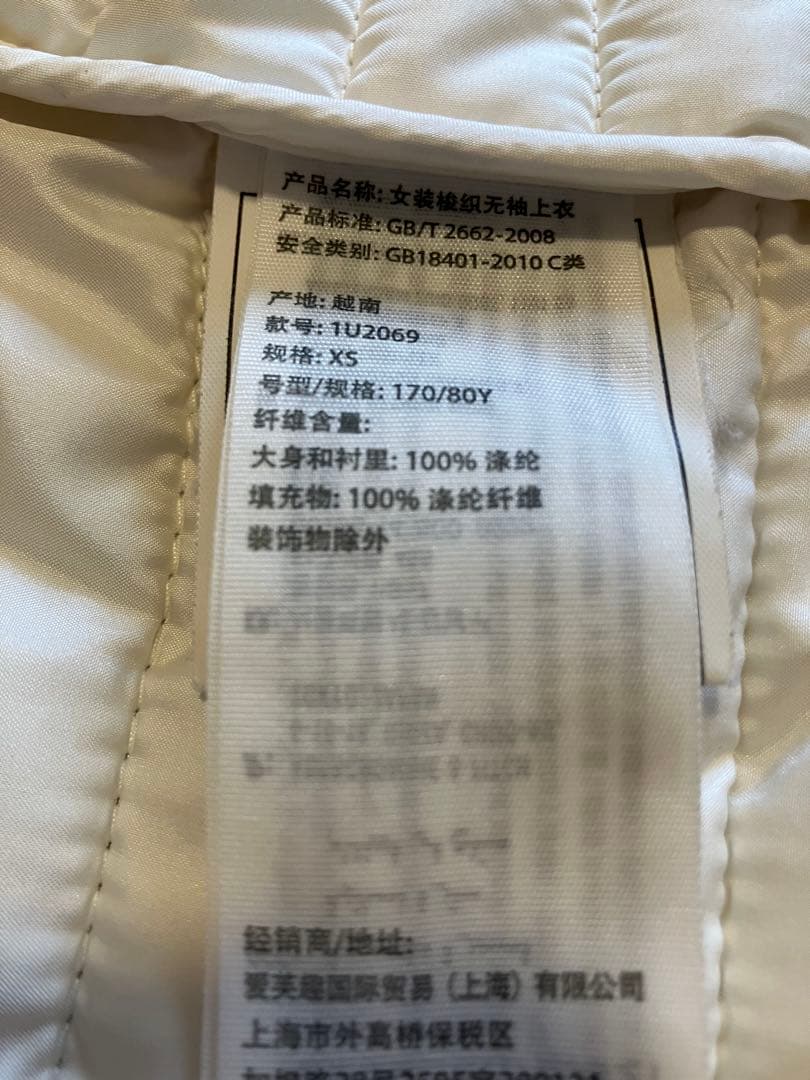 产品名称: 女装梭织无袖上衣
产品标准: GB/T 2662-2008
安全类别: GB18401-2010 C类
产地: 越南
款号: 1U2069
规格: XS
号型/规格: 170/80Y
纤维含量:
大身和衬里: 100% 涤纶
填充物: 100% 涤纶纤维
装饰物除外
经销商/地址:
爱芙趣国际贸易 (上海) 有限公司
上海市外高桥保税区